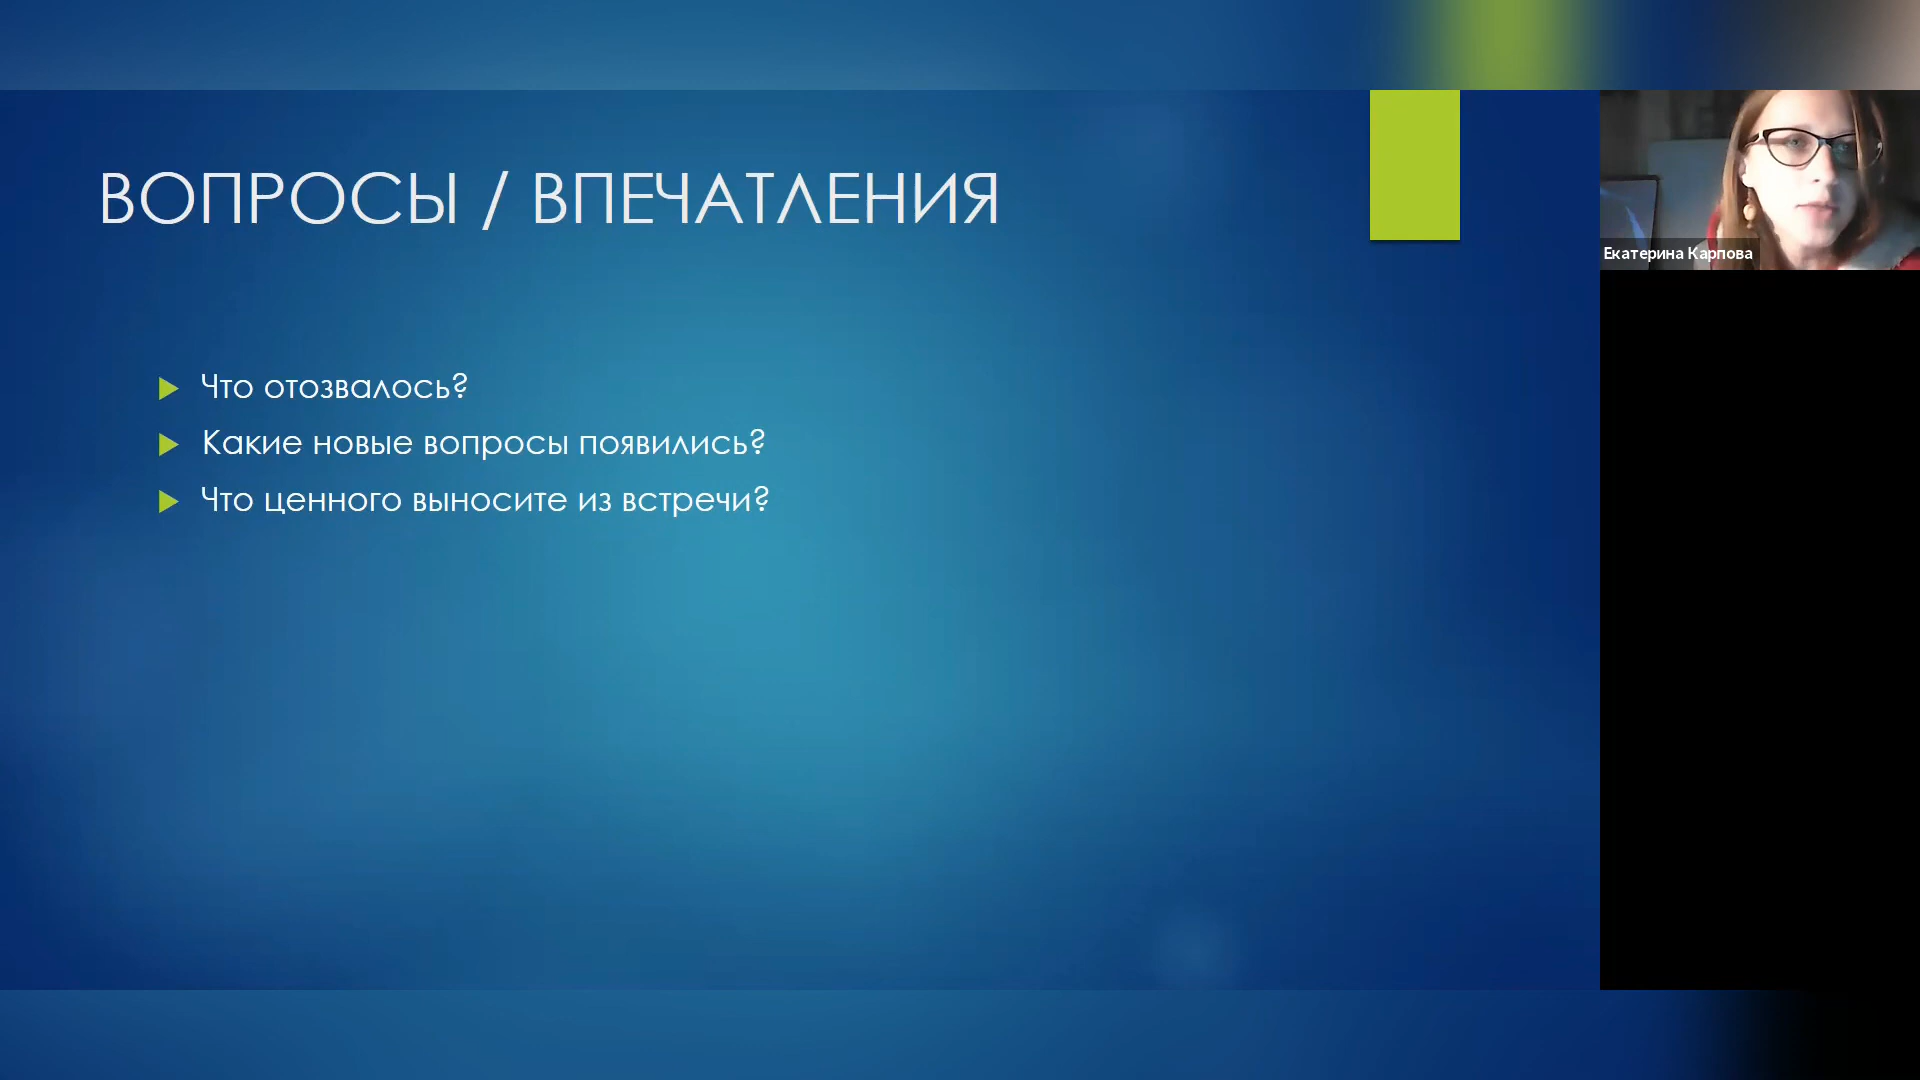 ВОПРОСЫ / ВПЕЧАТЛЕНИЯ
Екатерина Карпова
Что отозвалось?
Какие новые вопросы появились?
Что ценного выносите из встречи?